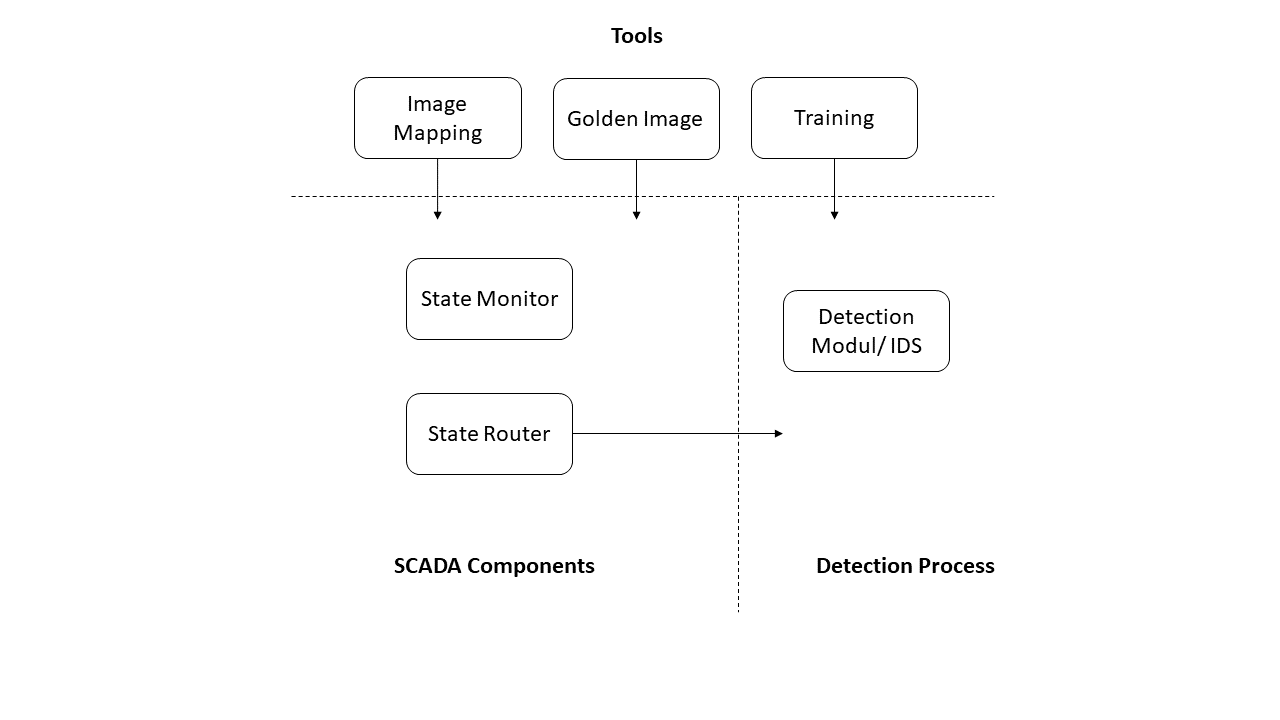 Tools
Image
Mapping
Golden Image
Training
State Monitor
Detection
Modul/ IDS
State Router
SCADA Components
Detection Process